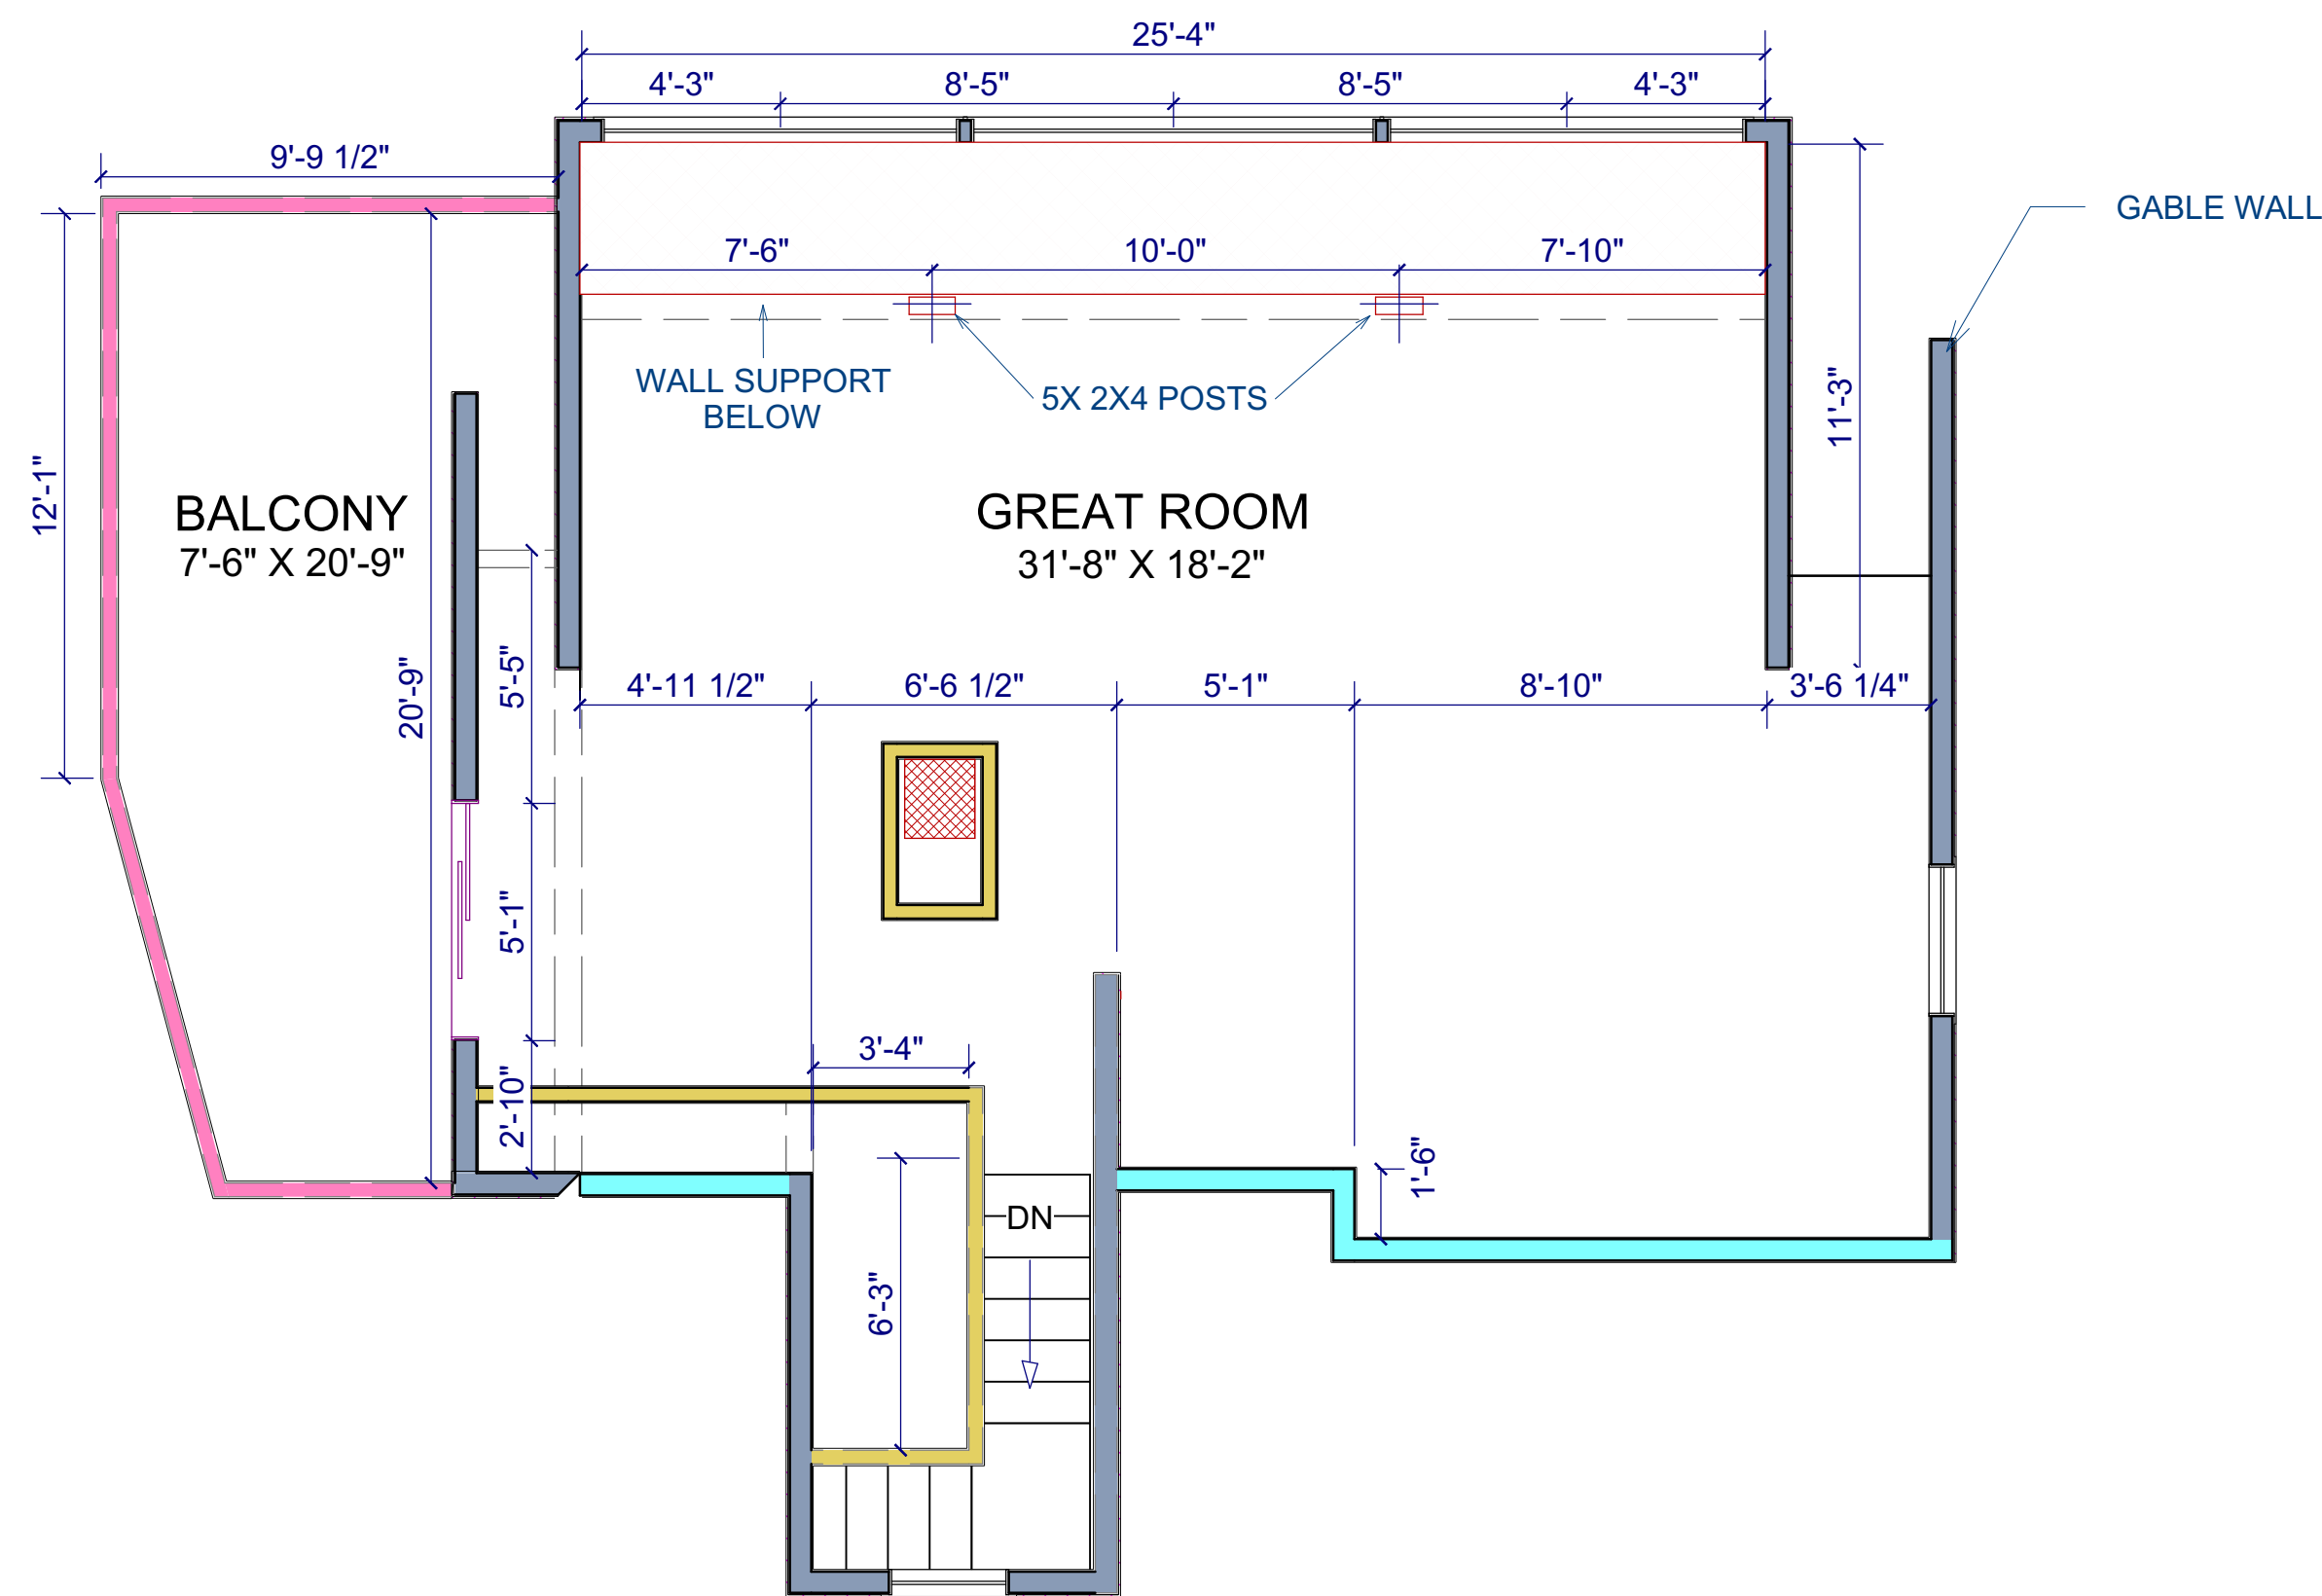 25'-4"
4'-3"
8'-5"
8'-5"
4'-3"
9'-9 1/2"
GABLE WALL
7'-6"
10'-0"
7'-10"
WALL SUPPORT
BELOW
5X 2X4 POSTS
11'-3"
12'-1"
BALCONY
7'-6" X 20'-9"
GREAT ROOM
31'-8" X 18'-2"
20'-9"
5'-5"
4'-11 1/2"
6'-6 1/2"
5'-1"
8'-10"
3'-6 1/4"
5'-1"
3'-4"
2'-10"
1'-6"
DN
6'-3"